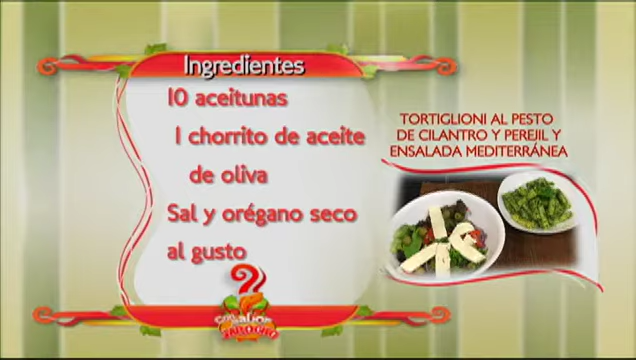 Ingredientes
10 aceitunas
1 chorrito de aceite
de oliva
Sal y orégano seco
al gusto
TORTIGLIONI AL PESTO
DE CILANTRO Y PEREJIL Y
ENSALADA MEDITERRÁNEA